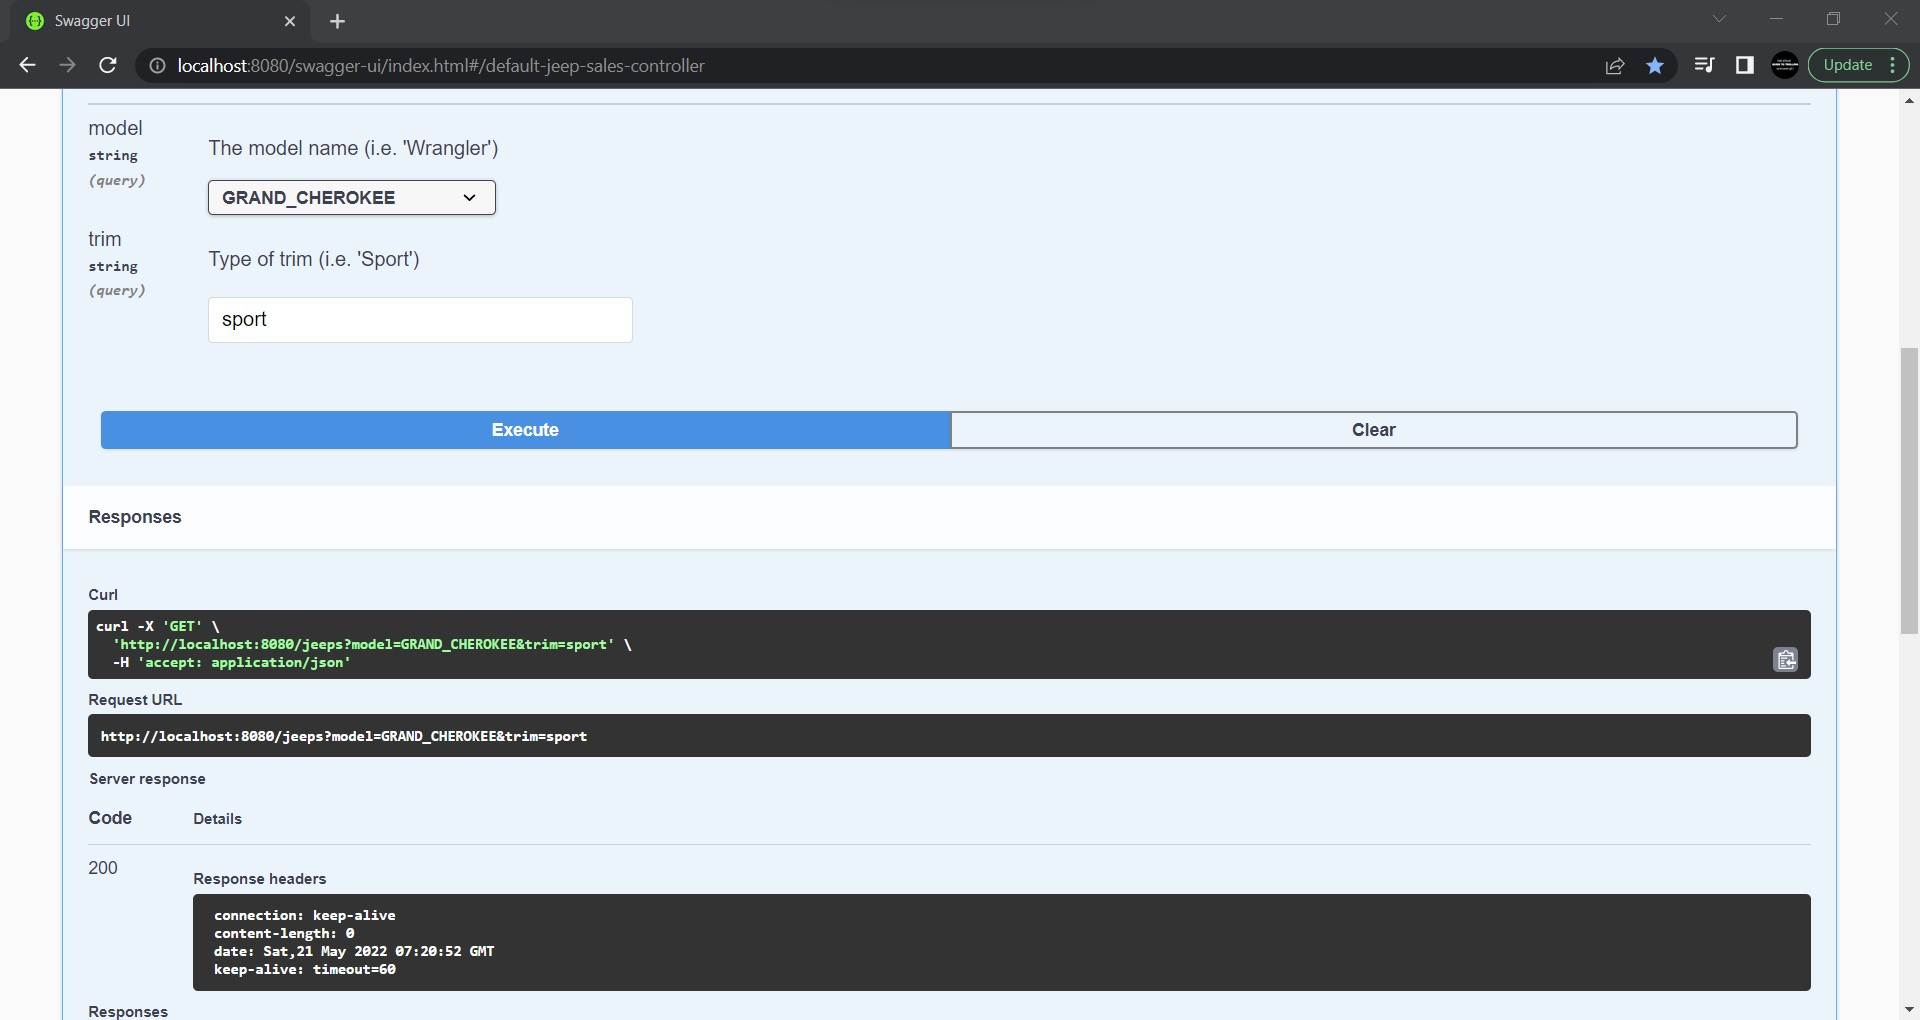 Swagger UI
localhost:8080/swagger-ui/index.html#/default-jeep-sales-controller
Update
model
The model name (i.e. 'Wrangler')
string
(query)
GRAND_CHEROKEE
trim
Type of trim (i.e. 'Sport')
string
(query)
sport
Execute
Clear
Responses
Curl
curl -X 'GET' \
'http://localhost:8080/jeeps?model=GRAND_CHEROKEE&trim=sport' \
-H 'accept: application/json'
Request URL
http://localhost:8080/jeeps?model=GRAND_CHEROKEE&trim=sport
Server response
Code Details
200
Response headers
connection: keep-alive
content-length: 0
date: Sat,21 May 2022 07:20:52 GMT
keep-alive: timeout=60
Responses